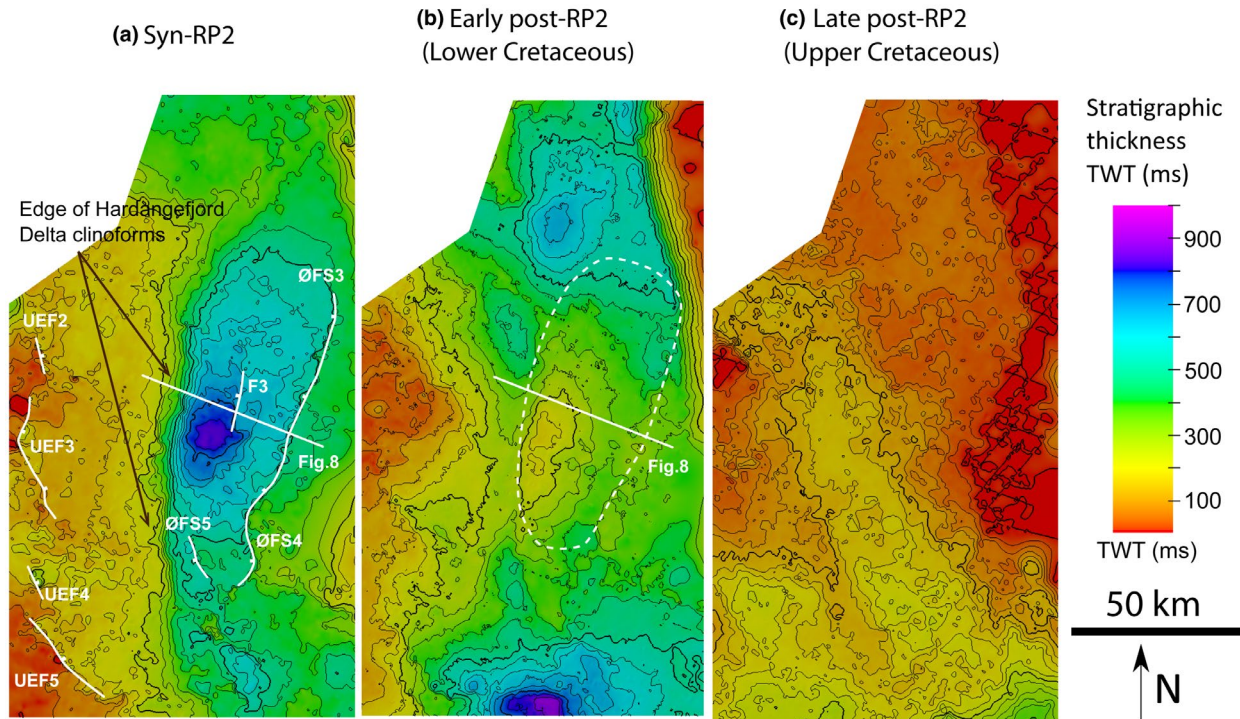 (a) Syn-RP2
(b) Early post-RP2
(Lower Cretaceous)
(c) Late post-RP2
(Upper Cretaceous)
Edge of Hardangefjord
Delta clinoforms
UEF2
UEF3
UEF4
UEF5
ØFS3
F3
Fig.8
ØFS5
ØFS4
Fig.8
Stratigraphic
thickness
TWT (ms)
900
700
500
300
100
TWT (ms)
50 km
N